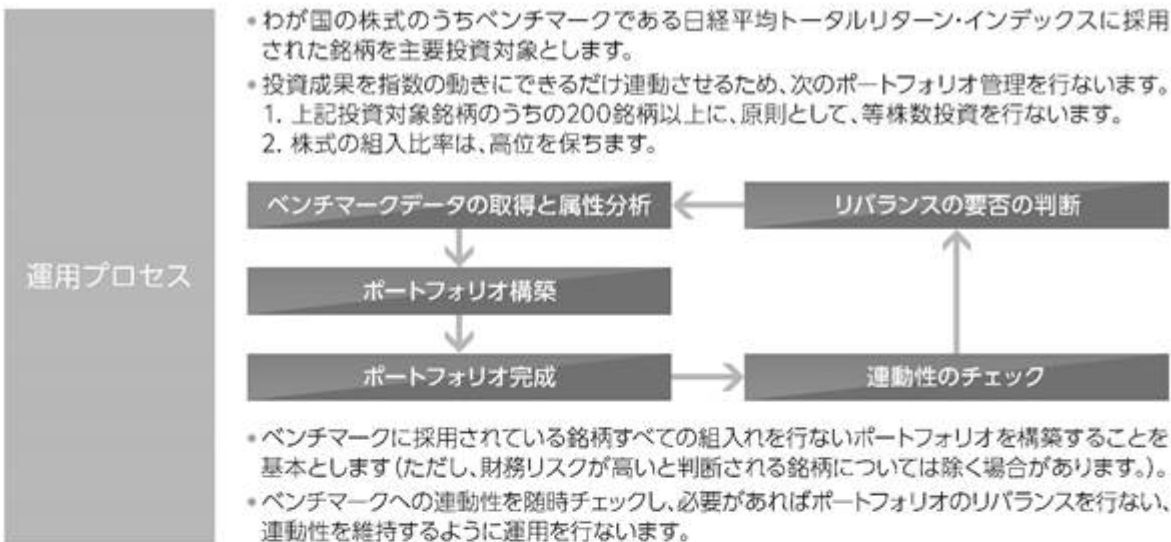 運用プロセス
•わが国の株式のうちベンチマークである日経平均トータルリターン・インデックスに採用
された銘柄を主要投資対象とします。
•投資成果を指数の動きにできるだけ連動させるため、次のポートフォリオ管理を行ないます。
1. 上記投資対象銘柄のうちの200銘柄以上に、原則として、等株数投資を行ないます。
2. 株式の組入比率は、高位を保ちます。
ベンチマークデータの取得と属性分析
リバランスの要否の判断
ポートフォリオ構築
ポートフォリオ完成
連動性のチェック
•ベンチマークに採用されている銘柄すべての組入れを行ないポートフォリオを構築することを
基本とします(ただし、財務リスクが高いと判断される銘柄については除く場合があります。)。
•ベンチマークへの連動性を随時チェックし、必要があればポートフォリオのリバランスを行ない、
連動性を維持するように運用を行ないます。